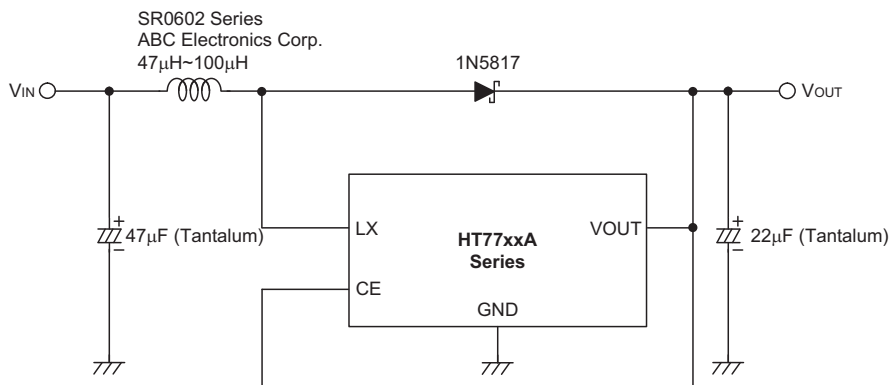 SR0602 Series
ABC Electronics Corp.
47μH~100μH
1N5817
VIN
VOUT
+
47μF (Tantalum)
−
LX
HT77xxA
Series
VOUT
CE
GND
+
22μF (Tantalum)
−